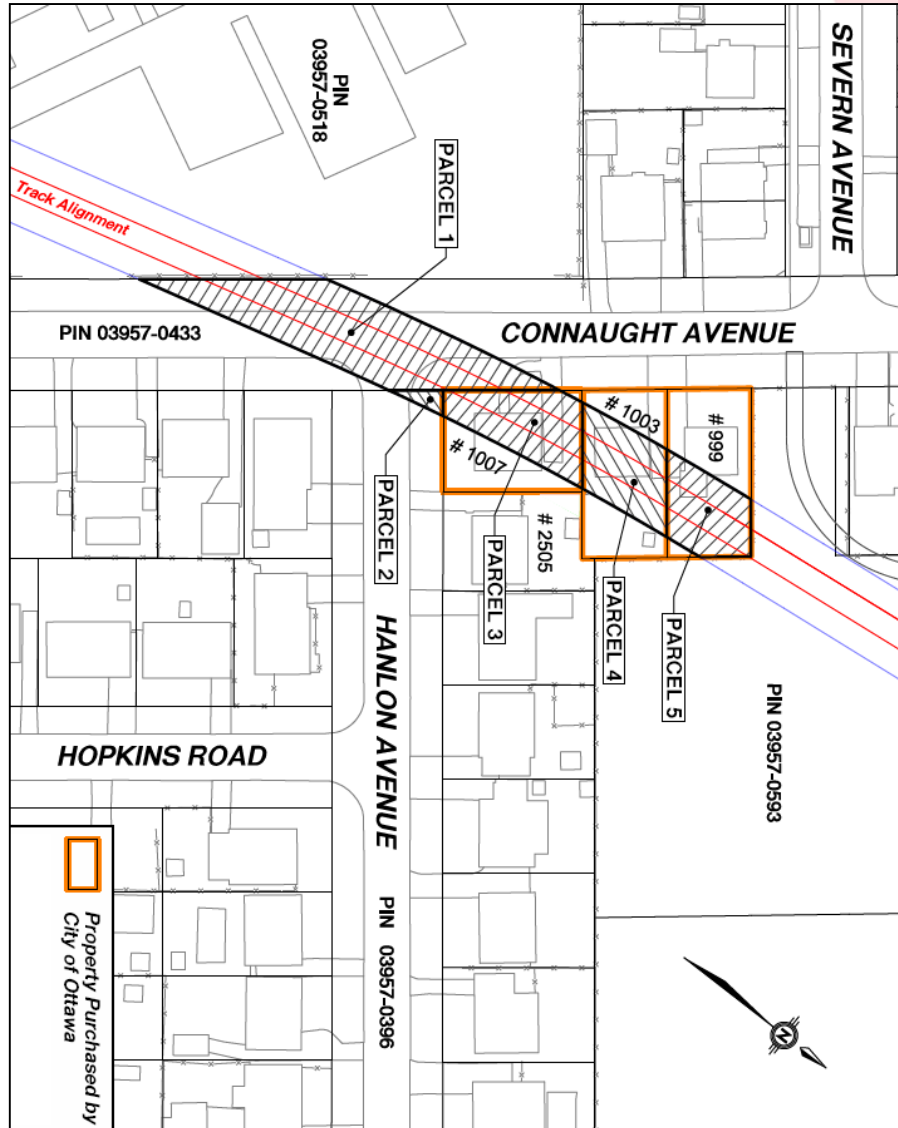 SEVERN AVENUE
PIN
03957-0518
PARCEL 1
Track Alignment
PIN 03957-0433
CONNAUGHT AVENUE
# 1003
# 999
# 1007
PARCEL 2
PARCEL 3
# 2505
PARCEL 4
PARCEL 5
HANLON AVENUE
PIN 03957-0593
HOPKINS ROAD
PIN 03957-0396
Property Purchased by
City of Ottawa
N